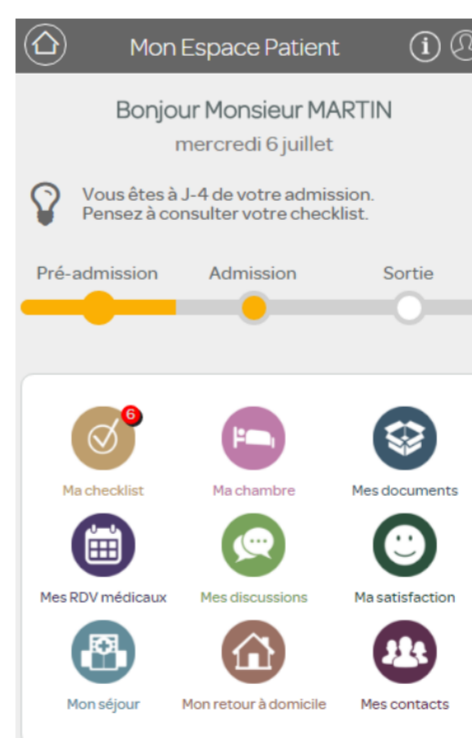 Mon Espace Patient
Bonjour Monsieur MARTIN
mercredi 6 juillet
Vous êtes à J-4 de votre admission.
Pensez à consulter votre checklist.
Pré-admission Admission Sortie
6
Ma checklist Ma chambre Mes documents
Mes RDV médicaux Mes discussions Ma satisfaction
Mon séjour Mon retour à domicile Mes contacts